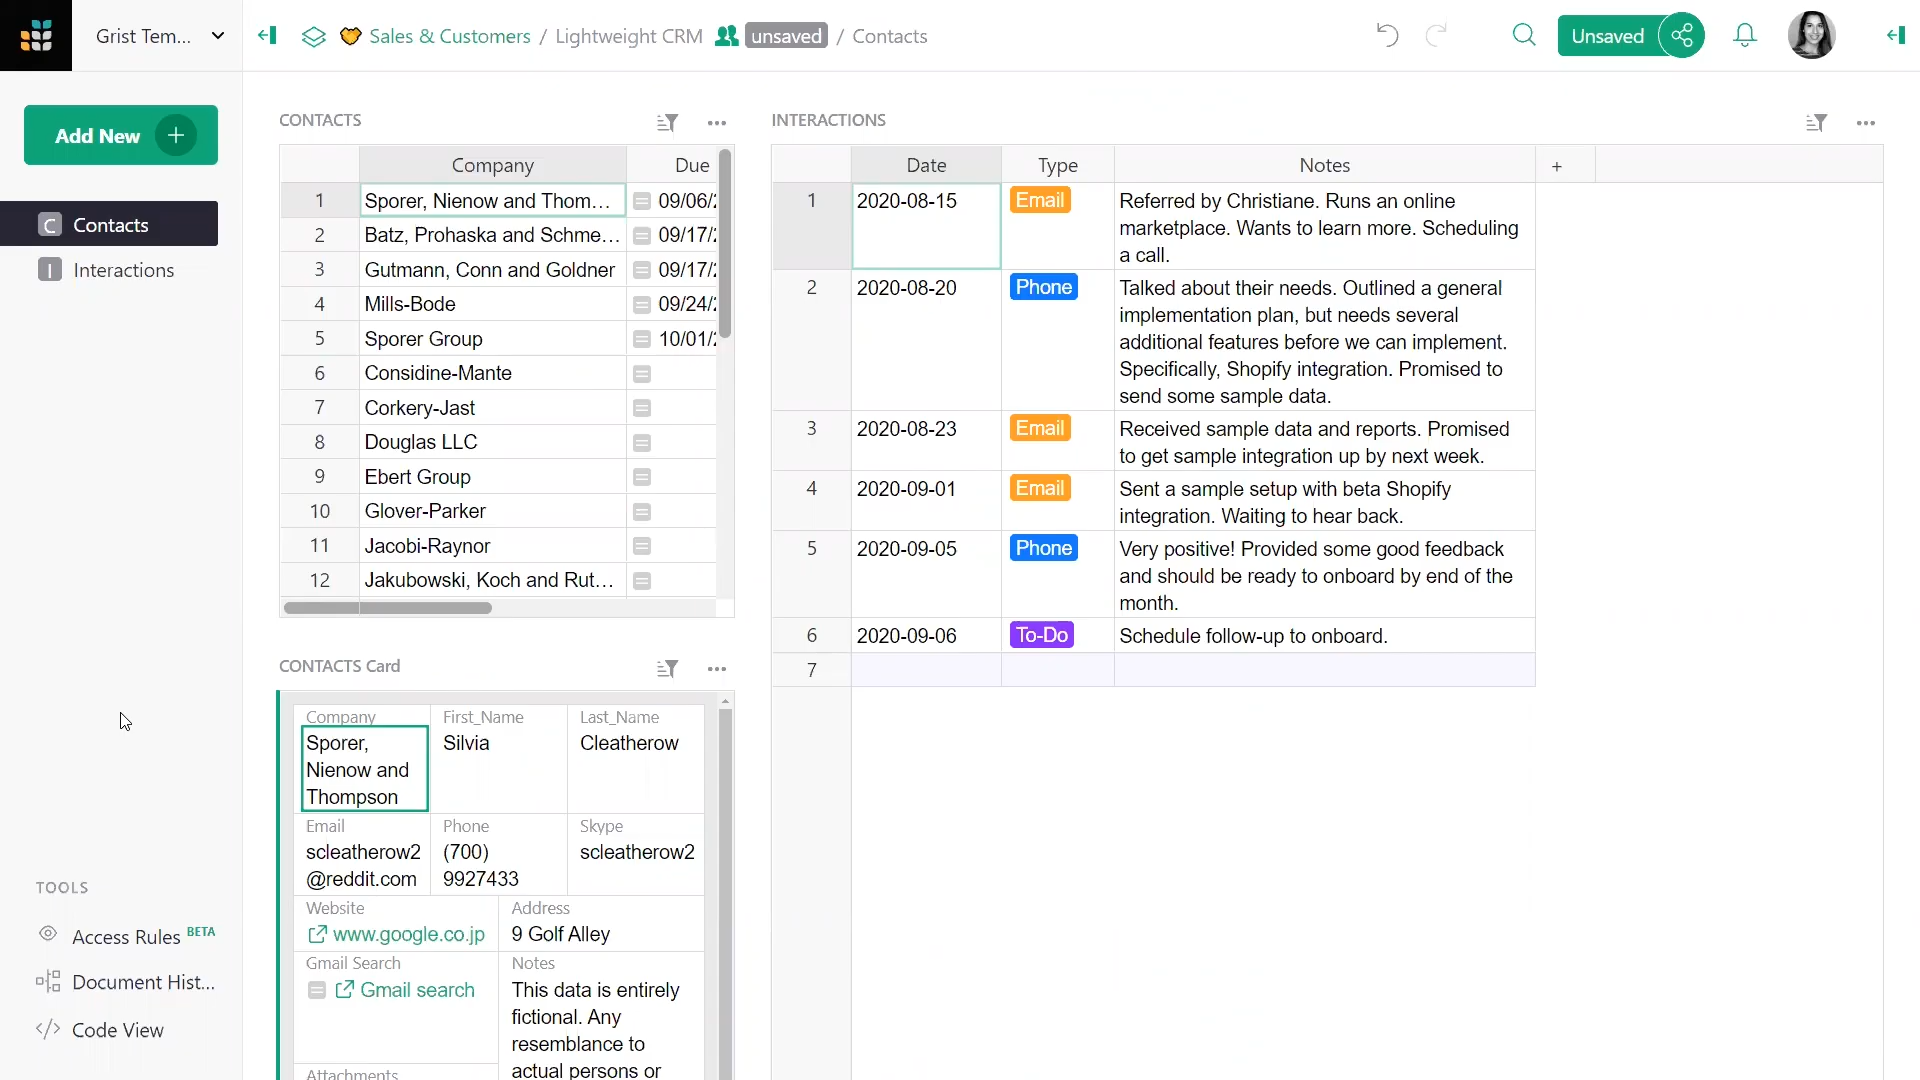 Grist Tem...
Sales & Customers / Lightweight CRM unsaved / Contacts
Unsaved
Add New +
C Contacts
I Interactions
CONTACTS
Company Due
1 Sporer, Nienow and Thom... 09/06/
2 Batz, Prohaska and Schme... 09/17/
3 Gutmann, Conn and Goldner 09/17/
4 Mills-Bode 09/24/
5 Sporer Group 10/01/
6 Considine-Mante
7 Corkery-Jast
8 Douglas LLC
9 Ebert Group
10 Glover-Parker
11 Jacobi-Raynor
12 Jakubowski, Koch and Rut...
CONTACTS Card
Company First_Name Last_Name
Sporer, Silvia Cleatherow
Nienow and
Thompson
Email Phone Skype
scleatherow2 (700) scleatherow2
@reddit.com 9927433
Website Address
www.google.co.jp 9 Golf Alley
Gmail Search Notes
Gmail search This data is entirely
fictional. Any
resemblance to
Attachments actual persons or
INTERACTIONS
Date Type Notes +
1 2020-08-15 Email Referred by Christiane. Runs an online
marketplace. Wants to learn more. Scheduling
a call.
2 2020-08-20 Phone Talked about their needs. Outlined a general
implementation plan, but needs several
additional features before we can implement.
Specifically, Shopify integration. Promised to
send some sample data.
3 2020-08-23 Email Received sample data and reports. Promised
to get sample integration up by next week.
4 2020-09-01 Email Sent a sample setup with beta Shopify
integration. Waiting to hear back.
5 2020-09-05 Phone Very positive! Provided some good feedback
and should be ready to onboard by end of the
month.
6 2020-09-06 To-Do Schedule follow-up to onboard.
7
TOOLS
Access Rules BETA
Document Hist...
Code View